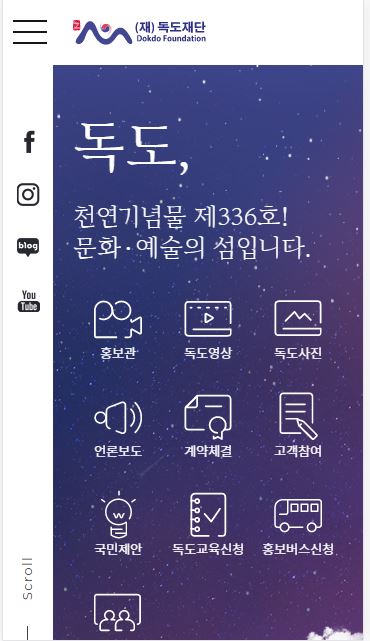 (재) 독도재단
Dokdo Foundation
독도,
천연기념물 제336호!
문화·예술의 섬입니다.
홍보관 독도영상 독도사진
언론보도 계약체결 고객참여
국민제안 독도교육신청 홍보버스신청
blog
You
Tube
Scroll